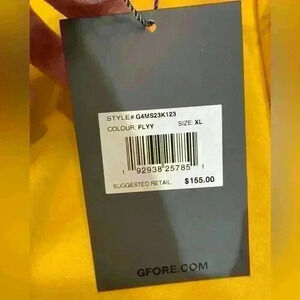 STYLE# G4MS23K123
COLOUR: FLYY SIZE: XL
1 92938 25785 1
SUGGESTED RETAIL $155.00
GFORE.COM